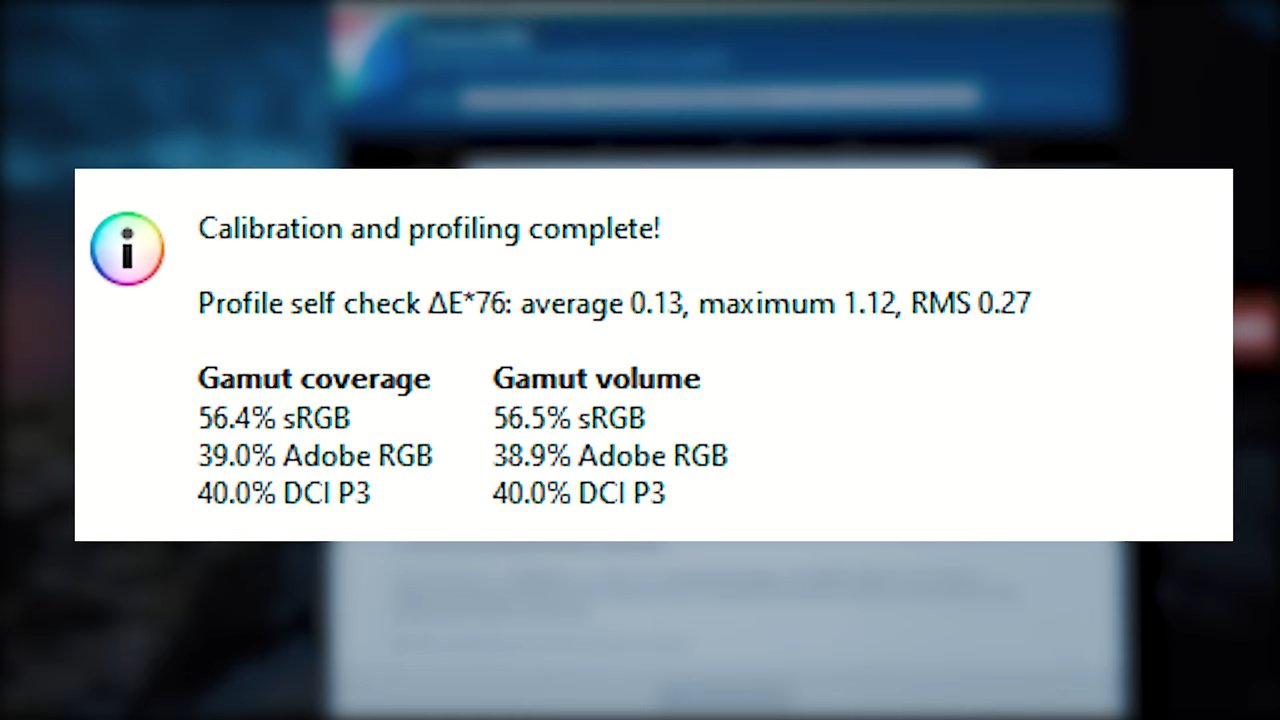 Calibration and profiling complete!
Profile self check ΔE*76: average 0.13, maximum 1.12, RMS 0.27
Gamut coverage Gamut volume
56.4% sRGB 56.5% sRGB
39.0% Adobe RGB 38.9% Adobe RGB
40.0% DCI P3 40.0% DCI P3